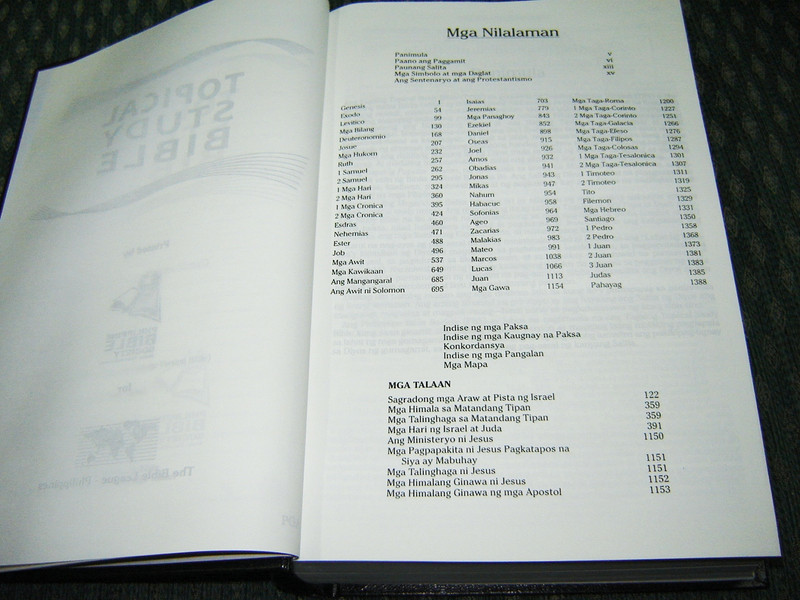 TOPICAL
STUDY
BIBLE
The Bible League - Philippines
Mga Nilalaman
Panimula v
Paano ang Paggamit vi
Paunang Salita xiii
Mga Simbolo at mga Daglat xv
Ang Sentenaryo at ang Protestantismo
Genesis 1
Exodo 54
Levitico 99
Mga Bilang 130
Deuteronomio 168
Josue 207
Mga Hukom 232
Ruth 257
1 Samuel 262
2 Samuel 295
1 Mga Hari 324
2 Mga Hari 360
1 Mga Cronica 395
2 Mga Cronica 424
Esdras 460
Nehemias 471
Ester 488
Job 496
Mga Awit 537
Mga Kawikaan 649
Ang Mangangaral 685
Ang Awit ni Solomon 695
Isaias 703
Jeremias 779
Mga Panaghoy 843
Ezekiel 852
Daniel 898
Oseas 915
Joel 926
Amos 932
Obadias 941
Jonas 943
Mikas 947
Nahum 954
Habacuc 958
Sofonias 964
Ageo 969
Zacarias 972
Malakias 983
Mateo 991
Marcos 1038
Lucas 1066
Juan 1113
Mga Gawa 1154
Mga Taga-Roma 1200
1 Mga Taga-Corinto 1227
2 Mga Taga-Corinto 1251
Mga Taga-Galacia 1266
Mga Taga-Efeso 1276
Mga Taga-Filipos 1287
Mga Taga-Colosas 1294
1 Mga Taga-Tesalonica 1301
2 Mga Taga-Tesalonica 1307
1 Timoteo 1311
2 Timoteo 1319
Tito 1325
Filemon 1329
Mga Hebreo 1331
Santiago 1350
1 Pedro 1358
2 Pedro 1368
1 Juan 1373
2 Juan 1381
3 Juan 1383
Judas 1385
Pahayag 1388
Indise ng mga Paksa
Indise ng mga Kaugnay na Paksa
Konkordansya
Indise ng mga Pangalan
Mga Mapa
MGA TALAAN
Sagradong mga Araw at Pista ng Israel 122
Mga Himala sa Matandang Tipan 359
Mga Talinghaga sa Matandang Tipan 359
Mga Hari ng Israel at Juda 391
Ang Ministeryo ni Jesus 1150
Mga Pagpapakita ni Jesus Pagkatapos na
Siya ay Mabuhay 1151
Mga Talinghaga ni Jesus 1151
Mga Himalang Ginawa ni Jesus 1152
Mga Himalang Ginawa ng mga Apostol 1153